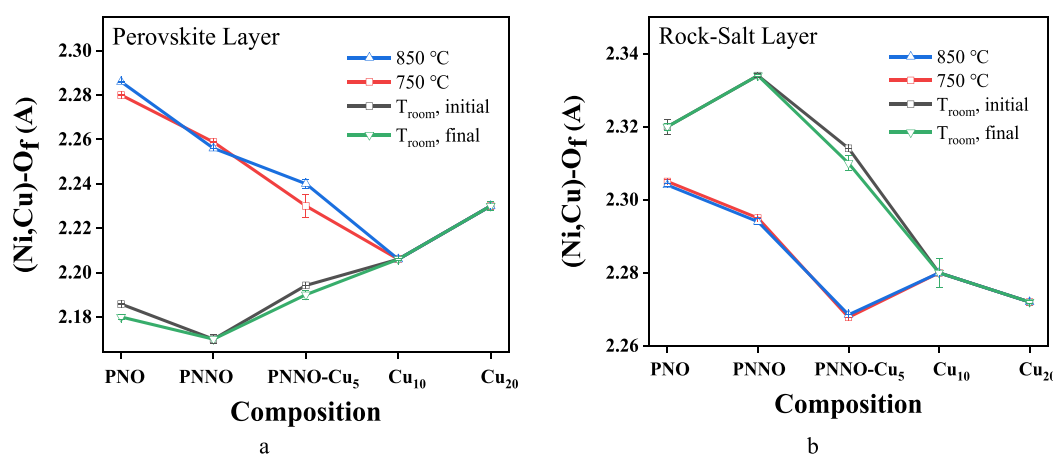 Perovskite Layer
850 °C
750 °C
T_room, initial
T_room, final
2.30
2.28
2.26
2.24
2.22
2.20
2.18
(Ni,Cu)-O_f (A)
PNO
PNNO
PNNO-Cu₅
Cu₁₀
Cu₂₀
Composition
a
Rock-Salt Layer
850 °C
750 °C
T_room, initial
T_room, final
2.34
2.32
2.30
2.28
2.26
(Ni,Cu)-O_f (A)
PNO
PNNO
PNNO-Cu₅
Cu₁₀
Cu₂₀
Composition
b